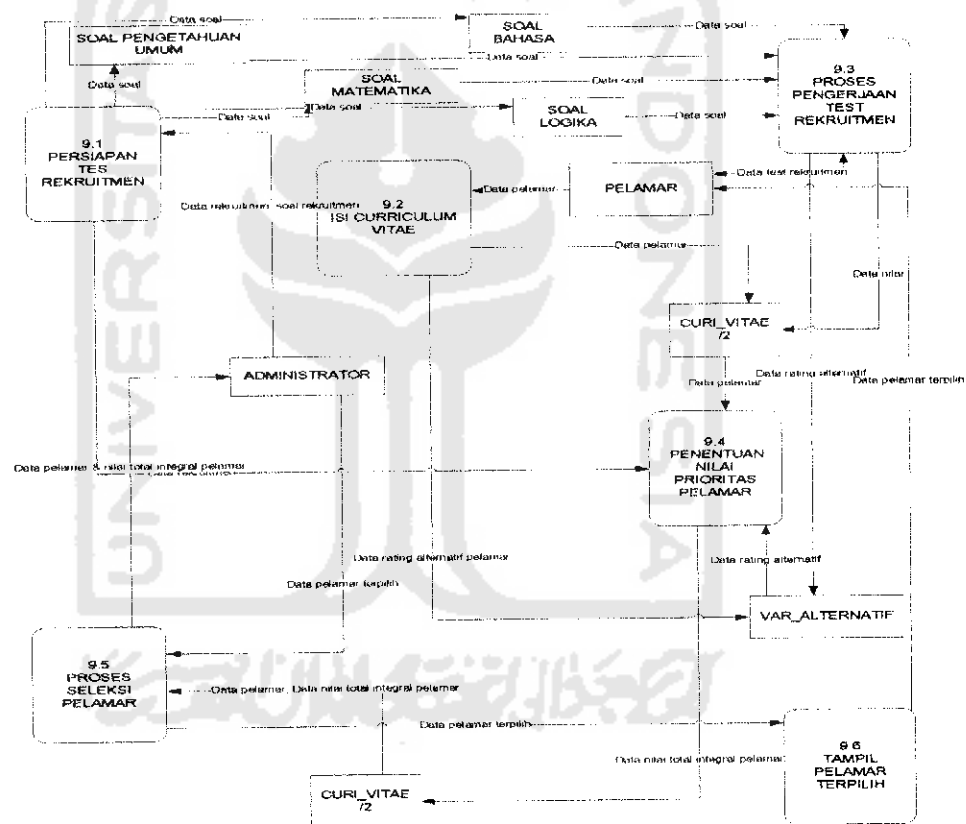 Data soal
SOAL
BAHASA
Data soal
SOAL PENGETAHUAN
UMUM
Data soal
9.3
PROSES
PENGERJAAN
TEST
REKRUITMEN
Data soal
SOAL
MATEMATIKA
Data soal
Data soal
Data soal
SOAL
LOGIKA
Data soal
9.1
PERSIAPAN
TES
REKRUITMEN
Data test rekruitmen
Data pelamar
PELAMAR
9.2
ISI CURRICULUM
VITAE
Data rekruitmen, soal rekruitmen
Data pelamar
Data nilai
CURI_VITAE
/2
ADMINISTRATOR
Data rating alternatif
Data pelamar
Data pelamar terpilih
9.4
PENENTUAN
NILAI
PRIORITAS
PELAMAR
Data pelamar & nilai total integral pelamar
Data rating alternatif pelamar
Data rating alternatif
Data pelamar terpilih
VAR_ALTERNATIF
9.5
PROSES
SELEKSI
PELAMAR
Data pelamar, Data nilai total integral pelamar
Data pelamar terpilih
9.6
TAMPIL
PELAMAR
TERPILIH
Data nilai total integral pelamar
CURI_VITAE
/2
UNIVERSITAS
INDONESIA